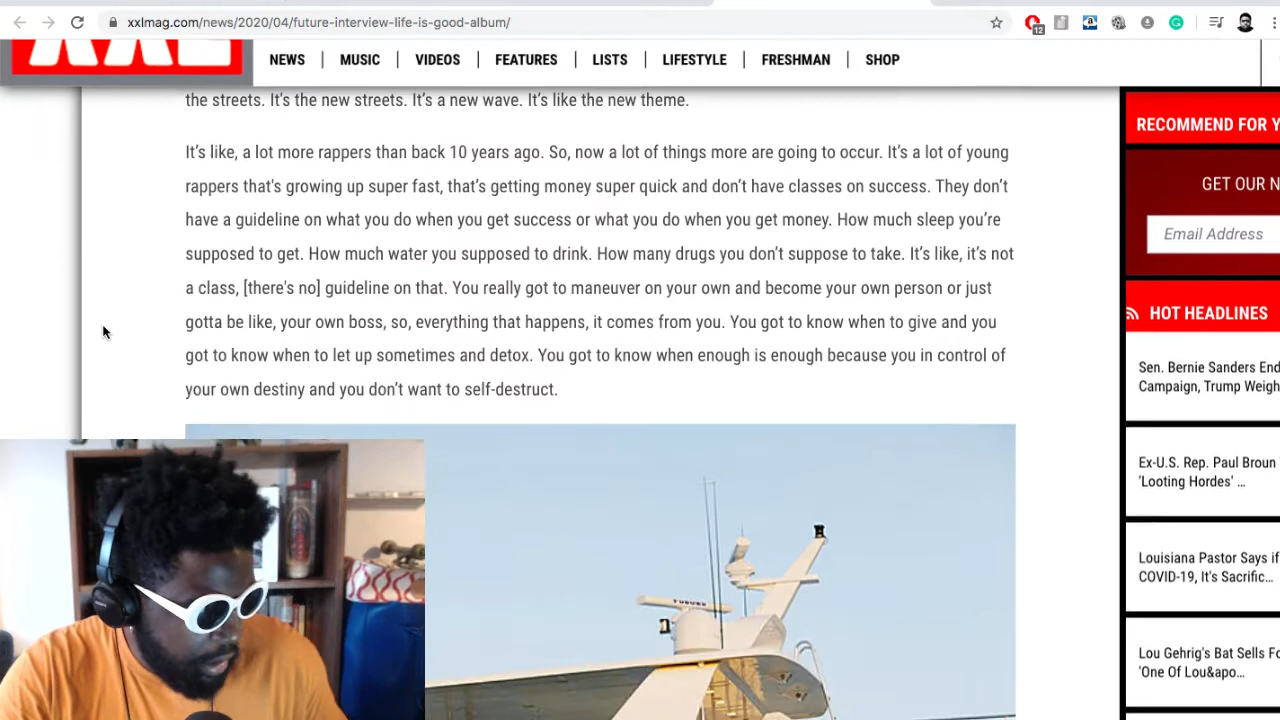 xxlmag.com/news/2020/04/future-interview-life-is-good-album/
12
XXL
NEWS | MUSIC | VIDEOS | FEATURES | LISTS | LIFESTYLE | FRESHMAN | SHOP
the streets. It's the new streets. It’s a new wave. It’s like the new theme.
It’s like, a lot more rappers than back 10 years ago. So, now a lot of things more are going to occur. It’s a lot of young
rappers that's growing up super fast, that’s getting money super quick and don’t have classes on success. They don’t
have a guideline on what you do when you get success or what you do when you get money. How much sleep you’re
supposed to get. How much water you supposed to drink. How many drugs you don’t suppose to take. It’s like, it’s not
a class, [there's no] guideline on that. You really got to maneuver on your own and become your own person or just
gotta be like, your own boss, so, everything that happens, it comes from you. You got to know when to give and you
got to know when to let up sometimes and detox. You got to know when enough is enough because you in control of
your own destiny and you don’t want to self-destruct.
RECOMMEND FOR Y
GET OUR N
Email Address
HOT HEADLINES
Sen. Bernie Sanders End
Campaign, Trump Weigh
Ex-U.S. Rep. Paul Broun
'Looting Hordes' ...
Louisiana Pastor Says if
COVID-19, It's Sacrific...
Lou Gehrig's Bat Sells Fo
'One Of Lou&apo...
FURUNO